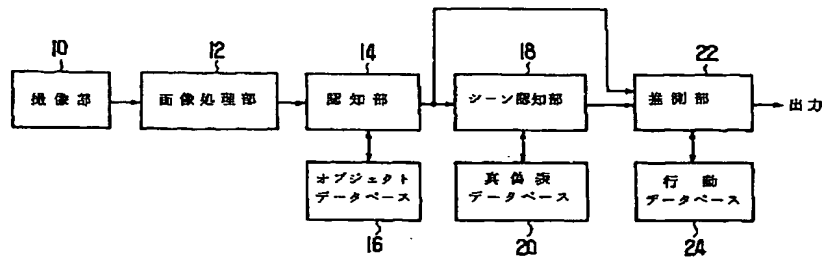 10
12
14
18
22
撮像部
画像処理部
認知部
シーン認知部
推測部
出力
オブジェクト
データベース
真偽表
データベース
行動
データベース
16
20
24